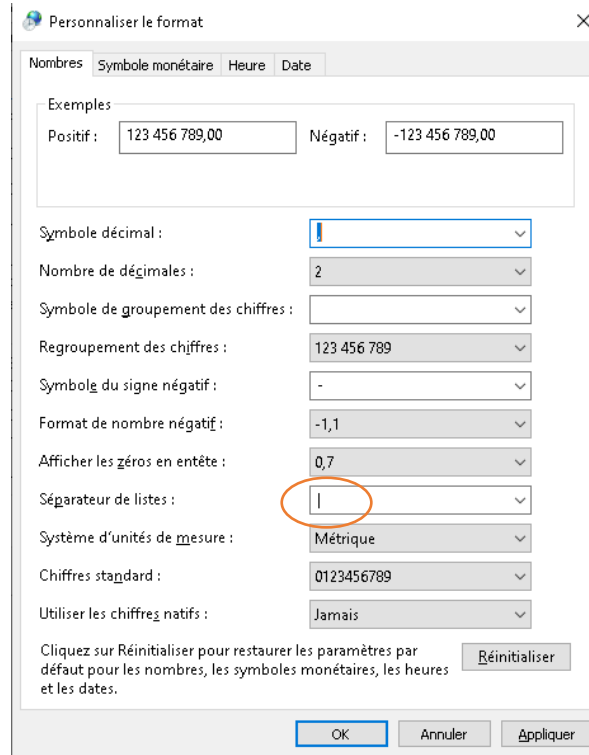 Personnaliser le format
Nombres Symbole monétaire Heure Date
Exemples
Positif : 123 456 789,00 Négatif : -123 456 789,00
Symbole décimal : ,
Nombre de décimales : 2
Symbole de groupement des chiffres :
Regroupement des chiffres : 123 456 789
Symbole du signe négatif : -
Format de nombre négatif : -1,1
Afficher les zéros en entête : 0,7
Séparateur de listes : |
Système d'unités de mesure : Métrique
Chiffres standard : 0123456789
Utiliser les chiffres natifs : Jamais
Cliquez sur Réinitialiser pour restaurer les paramètres par
défaut pour les nombres, les symboles monétaires, les heures
et les dates.
Réinitialiser
OK Annuler Appliquer